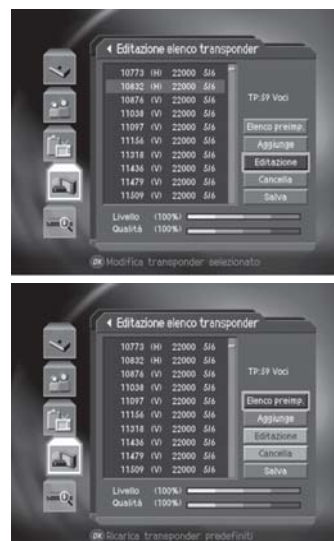 Editazione elenco transponder
10773 (H) 22000 5/6
10832 (H) 22000 5/6
10876 (V) 22000 5/6
11038 (V) 22000 5/6
11097 (V) 22000 5/6
11156 (V) 22000 5/6
11318 (V) 22000 5/6
11436 (V) 22000 5/6
11479 (V) 22000 5/6
11509 (V) 22000 5/6
TP:59 Voci
Elenco preimp.
Aggiunge
Editazione
Cancella
Salva
Livello (100%)
Qualità (100%)
OK Modifica transponder selezionato
Editazione elenco transponder
10773 (H) 22000 5/6
10832 (H) 22000 5/6
10876 (V) 22000 5/6
11038 (V) 22000 5/6
11097 (V) 22000 5/6
11156 (V) 22000 5/6
11318 (V) 22000 5/6
11436 (V) 22000 5/6
11479 (V) 22000 5/6
11509 (V) 22000 5/6
TP:59 Voci
Elenco preimp.
Aggiunge
Editazione
Cancella
Salva
Livello (100%)
Qualità (100%)
OK Ricarica transponder predefiniti